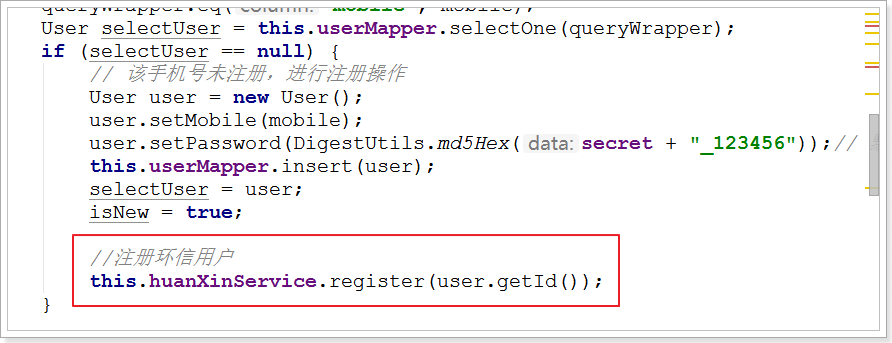 queryWrapper.eq( column: "mobile", mobile);
User selectUser = this.userMapper.selectOne(queryWrapper);
if (selectUser == null) {
// 该手机号未注册，进行注册操作
User user = new User();
user.setMobile(mobile);
user.setPassword(DigestUtils.md5Hex( data: secret + "_123456"));//
this.userMapper.insert(user);
selectUser = user;
isNew = true;
//注册环信用户
this.huanXinService.register(user.getId());
}